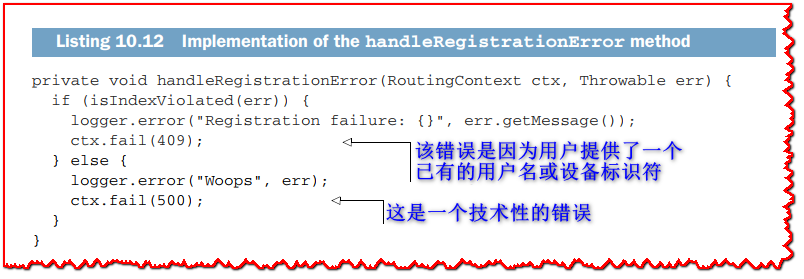 Listing 10.12 Implementation of the handleRegistrationError method
private void handleRegistrationError(RoutingContext ctx, Throwable err) {
if (isIndexViolated(err)) {
logger.error("Registration failure: {}", err.getMessage());
ctx.fail(409);
该错误是因为用户提供了一个
已有的用户名或设备标识符
} else {
logger.error("Woops", err);
ctx.fail(500);
这是一个技术性的错误
}
}